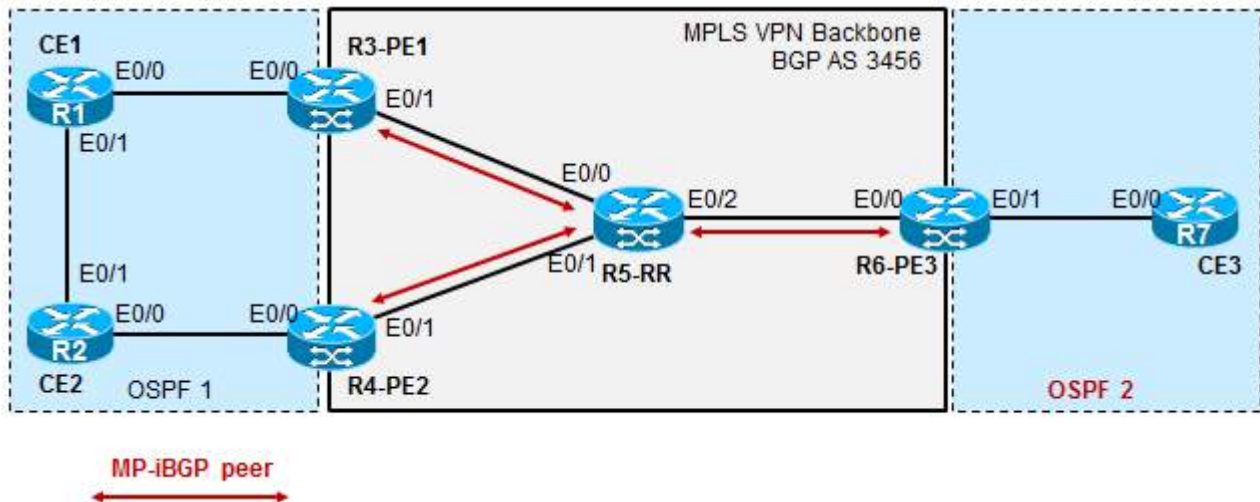 CE1
E0/0
E0/0
R3-PE1
MPLS VPN Backbone
BGP AS 3456
R1
E0/1
E0/1
E0/0
E0/2
E0/0
E0/1
E0/0
R7
CE3
E0/1
E0/1
R5-RR
R6-PE3
E0/0
E0/0
E0/1
R2
CE2
OSPF 1
R4-PE2
OSPF 2
MP-iBGP peer